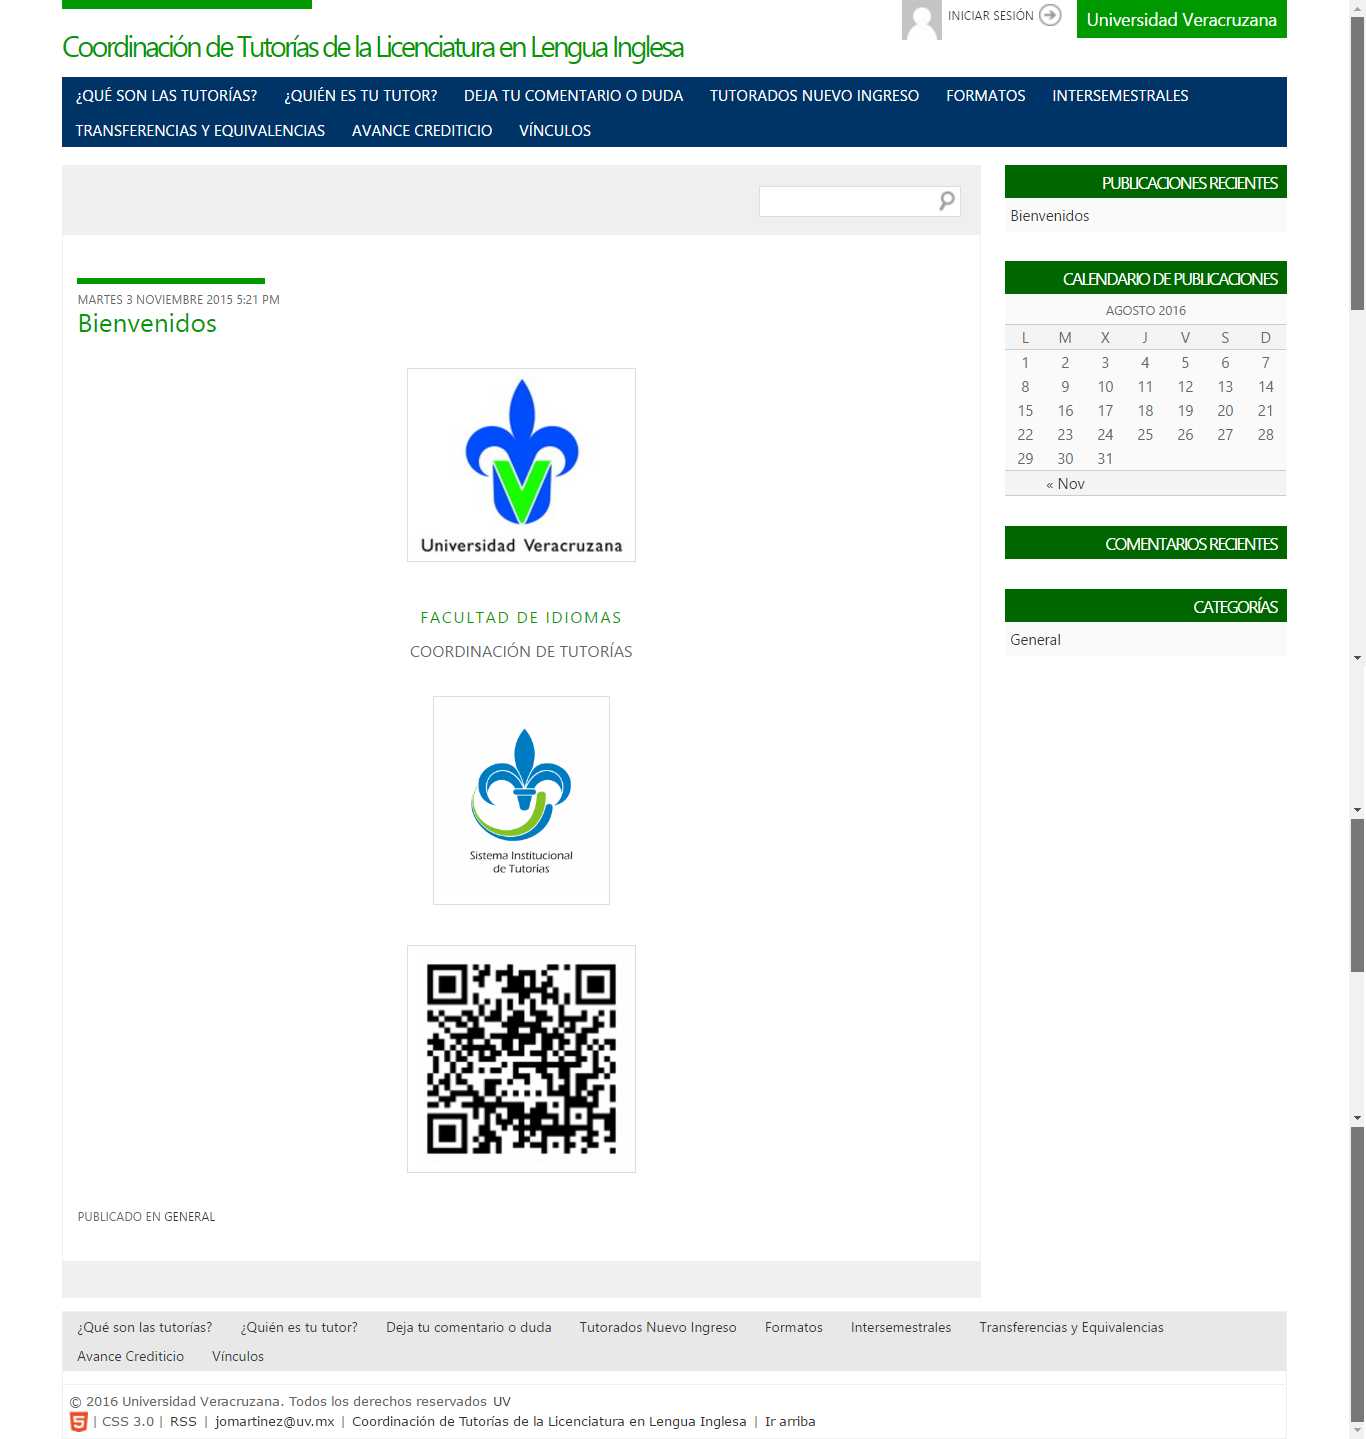 INICIAR SESIÓN
Universidad Veracruzana
Coordinación de Tutorías de la Licenciatura en Lengua Inglesa
¿QUÉ SON LAS TUTORÍAS? ¿QUIÉN ES TU TUTOR? DEJA TU COMENTARIO O DUDA TUTORADOS NUEVO INGRESO FORMATOS INTERSEMESTRALES
TRANSFERENCIAS Y EQUIVALENCIAS AVANCE CREDITICIO VÍNCULOS
MARTES 3 NOVIEMBRE 2015 5:21 PM
Bienvenidos
Universidad Veracruzana
FACULTAD DE IDIOMAS
COORDINACIÓN DE TUTORÍAS
Sistema Institucional
de Tutorías
PUBLICADO EN GENERAL
PUBLICACIONES RECIENTES
Bienvenidos
CALENDARIO DE PUBLICACIONES
AGOSTO 2016
L M X J V S D
1 2 3 4 5 6 7
8 9 10 11 12 13 14
15 16 17 18 19 20 21
22 23 24 25 26 27 28
29 30 31
« Nov
COMENTARIOS RECIENTES
CATEGORÍAS
General
¿Qué son las tutorías? ¿Quién es tu tutor? Deja tu comentario o duda Tutorados Nuevo Ingreso Formatos Intersemestrales Transferencias y Equivalencias
Avance Crediticio Vínculos
© 2016 Universidad Veracruzana. Todos los derechos reservados UV
5 | CSS 3.0 | RSS | jomartinez@uv.mx | Coordinación de Tutorías de la Licenciatura en Lengua Inglesa | Ir arriba